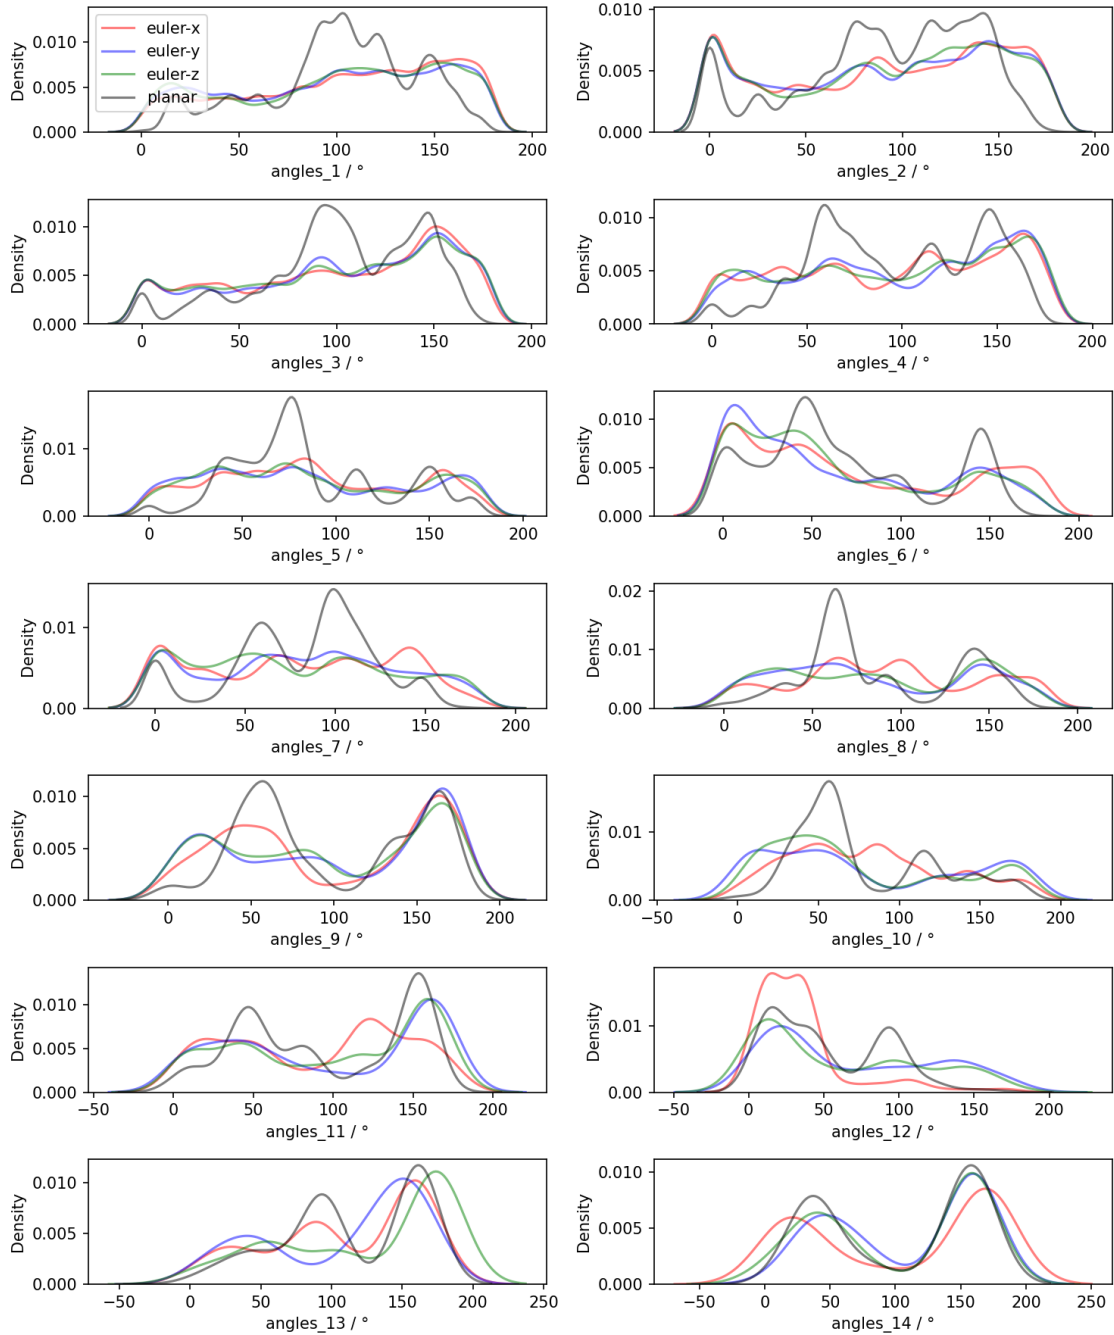 euler-x
euler-y
euler-z
planar
Density
0.010
0.005
0.000
0 50 100 150 200
angles_1 / °
Density
0.010
0.005
0.000
0 50 100 150 200
angles_2 / °
Density
0.010
0.005
0.000
0 50 100 150 200
angles_3 / °
Density
0.010
0.005
0.000
0 50 100 150 200
angles_4 / °
Density
0.01
0.00
0 50 100 150 200
angles_5 / °
Density
0.010
0.005
0.000
0 50 100 150 200
angles_6 / °
Density
0.01
0.00
0 50 100 150 200
angles_7 / °
Density
0.02
0.01
0.00
0 50 100 150 200
angles_8 / °
Density
0.010
0.005
0.000
0 50 100 150 200
angles_9 / °
Density
0.01
0.00
−50 0 50 100 150 200
angles_10 / °
Density
0.010
0.005
0.000
−50 0 50 100 150 200
angles_11 / °
Density
0.01
0.00
−50 0 50 100 150 200
angles_12 / °
Density
0.010
0.005
0.000
−50 0 50 100 150 200 250
angles_13 / °
Density
0.010
0.005
0.000
−50 0 50 100 150 200 250
angles_14 / °